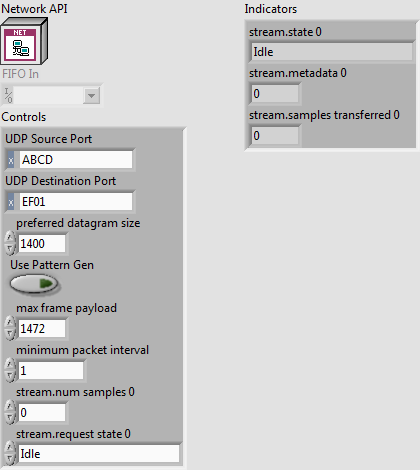 Network API
NET
FIFO In
I/O
Controls
UDP Source Port
x ABCD
UDP Destination Port
x EF01
preferred datagram size
1400
Use Pattern Gen
max frame payload
1472
minimum packet interval
1
stream.num samples 0
0
stream.request state 0
Idle
Indicators
stream.state 0
Idle
stream.metadata 0
0
stream.samples transferred 0
0